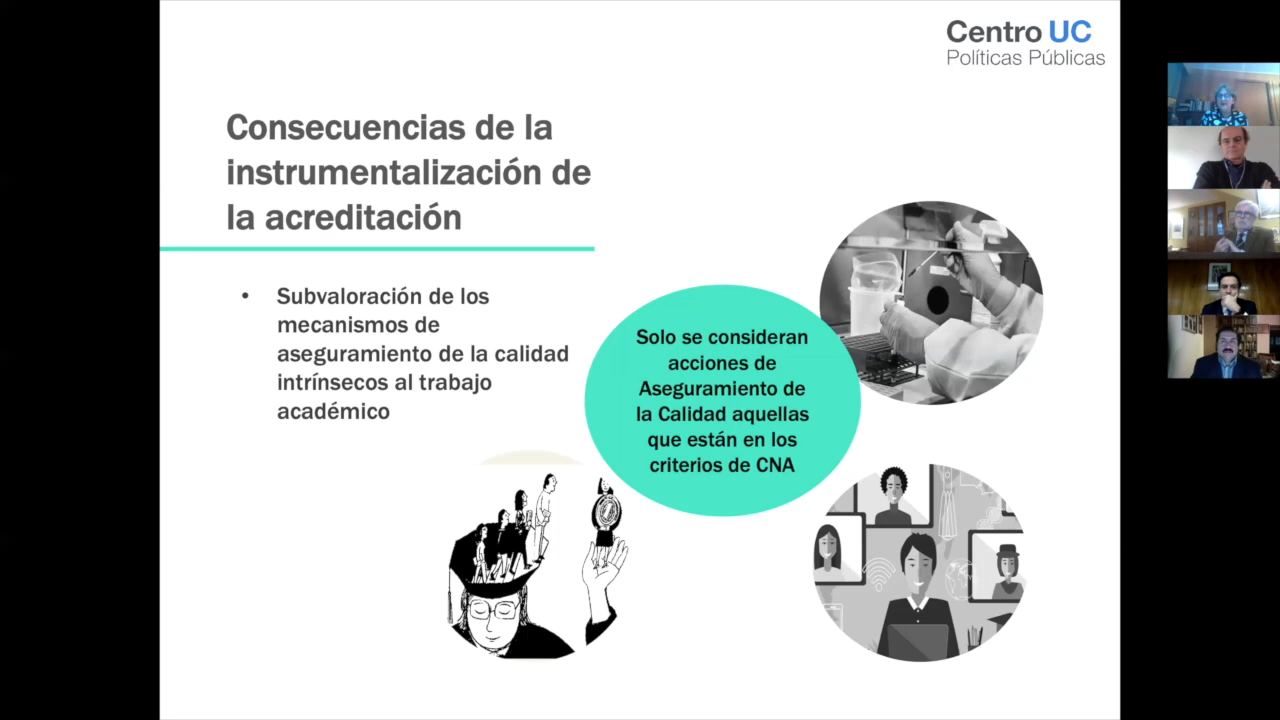 Centro UC
Políticas Públicas
Consecuencias de la
instrumentalización de
la acreditación
• Subvaloración de los
mecanismos de
aseguramiento de la calidad
intrínsecos al trabajo
académico
Solo se consideran
acciones de
Aseguramiento de
la Calidad aquellas
que están en los
criterios de CNA